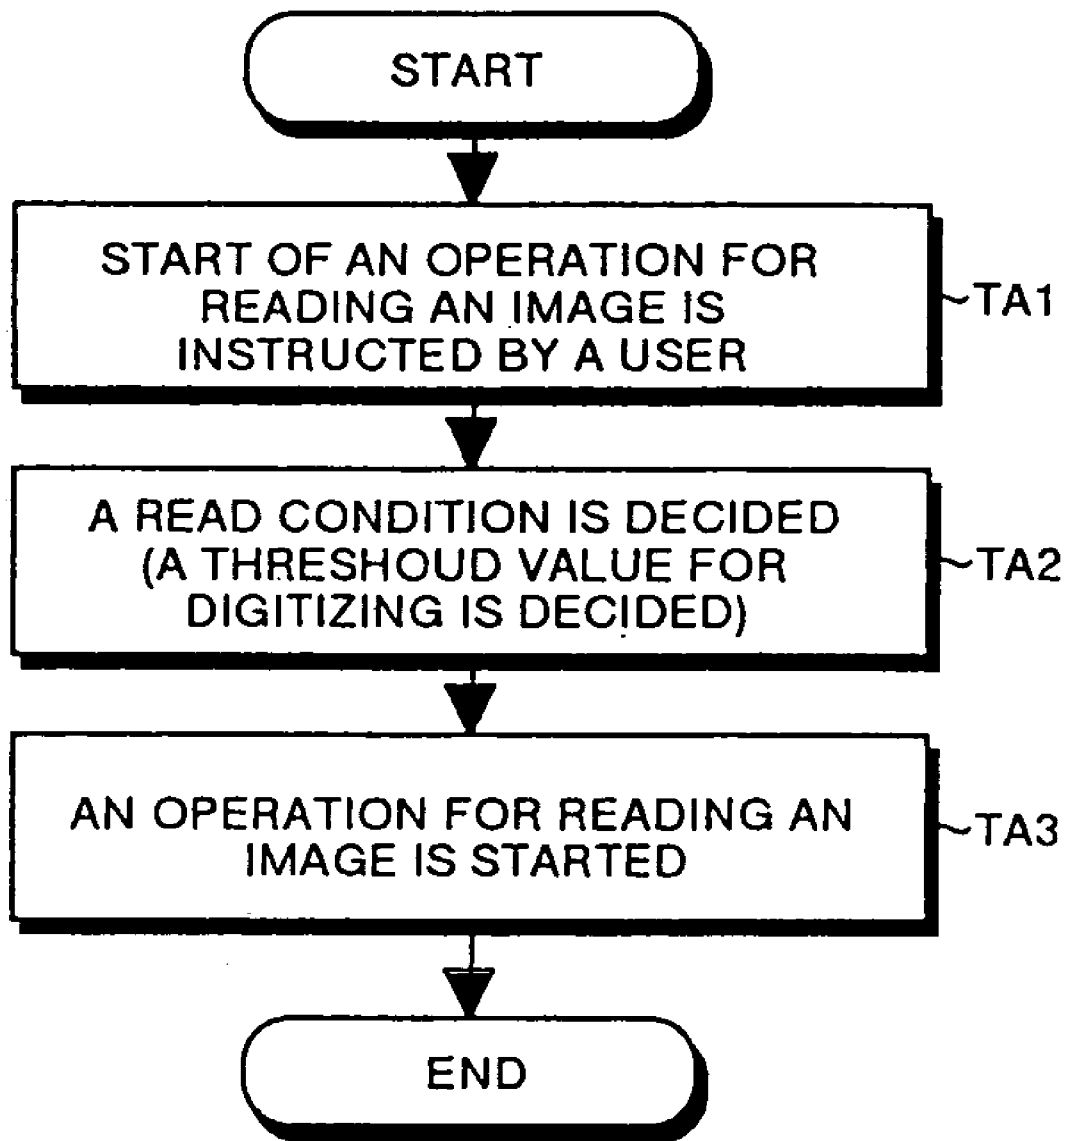 START
START OF AN OPERATION FOR
READING AN IMAGE IS
INSTRUCTED BY A USER
TA1
A READ CONDITION IS DECIDED
(A THRESHOUD VALUE FOR
DIGITIZING IS DECIDED)
TA2
AN OPERATION FOR READING AN
IMAGE IS STARTED
TA3
END